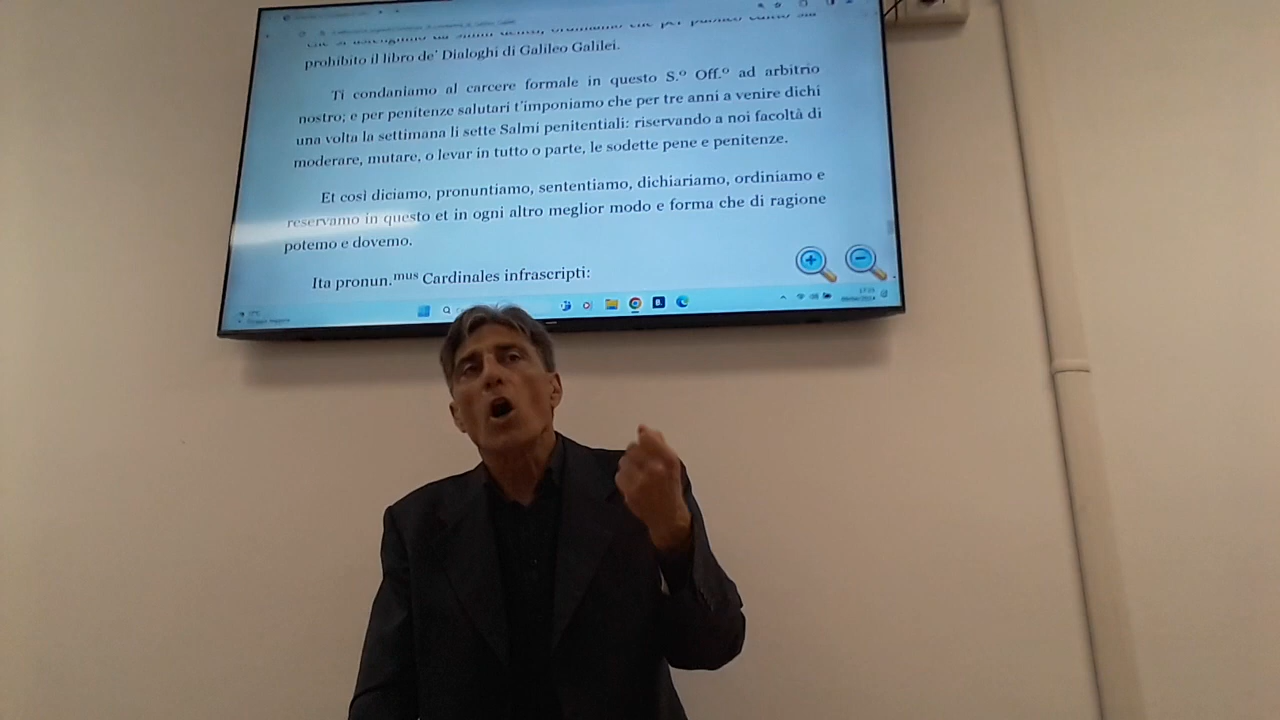 prohibito il libro de' Dialoghi di Galileo Galilei.
Ti condaniamo al carcere formale in questo S.º Off.º ad arbitrio
nostro; e per penitenze salutari t'imponiamo che per tre anni a venire dichi
una volta la settimana li sette Salmi penitentiali: riservando a noi facoltà di
moderare, mutare, o levar in tutto o parte, le sodette pene e penitenze.
Et così diciamo, pronuntiamo, sententiamo, dichiariamo, ordiniamo e
reservamo in questo et in ogni altro meglior modo e forma che di ragione
potemo e dovemo.
Ita pronun.mus Cardinales infrascripti: